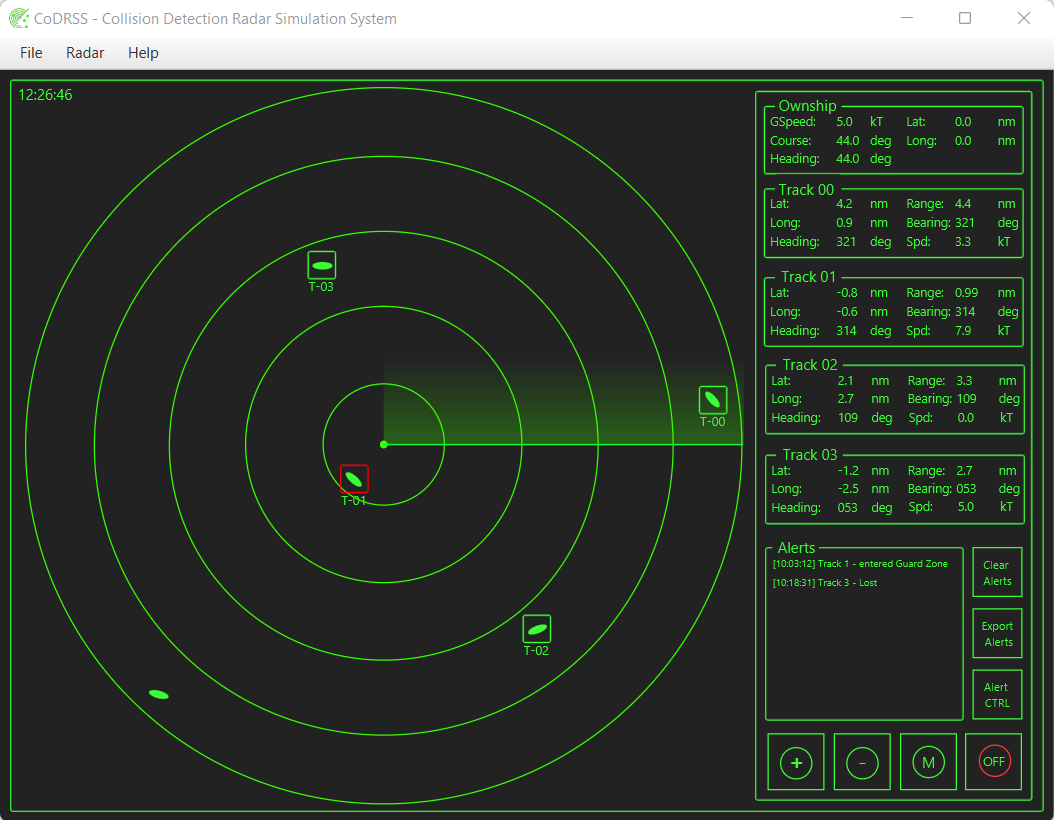 CoDRSS - Collision Detection Radar Simulation System
File Radar Help
12:26:46
T-03
T-00
T-01
T-02
Ownship
GSpeed: 5.0 kT Lat: 0.0 nm
Course: 44.0 deg Long: 0.0 nm
Heading: 44.0 deg
Track 00
Lat: 4.2 nm Range: 4.4 nm
Long: 0.9 nm Bearing: 321 deg
Heading: 321 deg Spd: 3.3 kT
Track 01
Lat: -0.8 nm Range: 0.99 nm
Long: -0.6 nm Bearing: 314 deg
Heading: 314 deg Spd: 7.9 kT
Track 02
Lat: 2.1 nm Range: 3.3 nm
Long: 2.7 nm Bearing: 109 deg
Heading: 109 deg Spd: 0.0 kT
Track 03
Lat: -1.2 nm Range: 2.7 nm
Long: -2.5 nm Bearing: 053 deg
Heading: 053 deg Spd: 5.0 kT
Alerts
[10:03:12] Track 1 - entered Guard Zone
[10:18:31] Track 3 - Lost
Clear
Alerts
Export
Alerts
Alert
CTRL
+ - M OFF